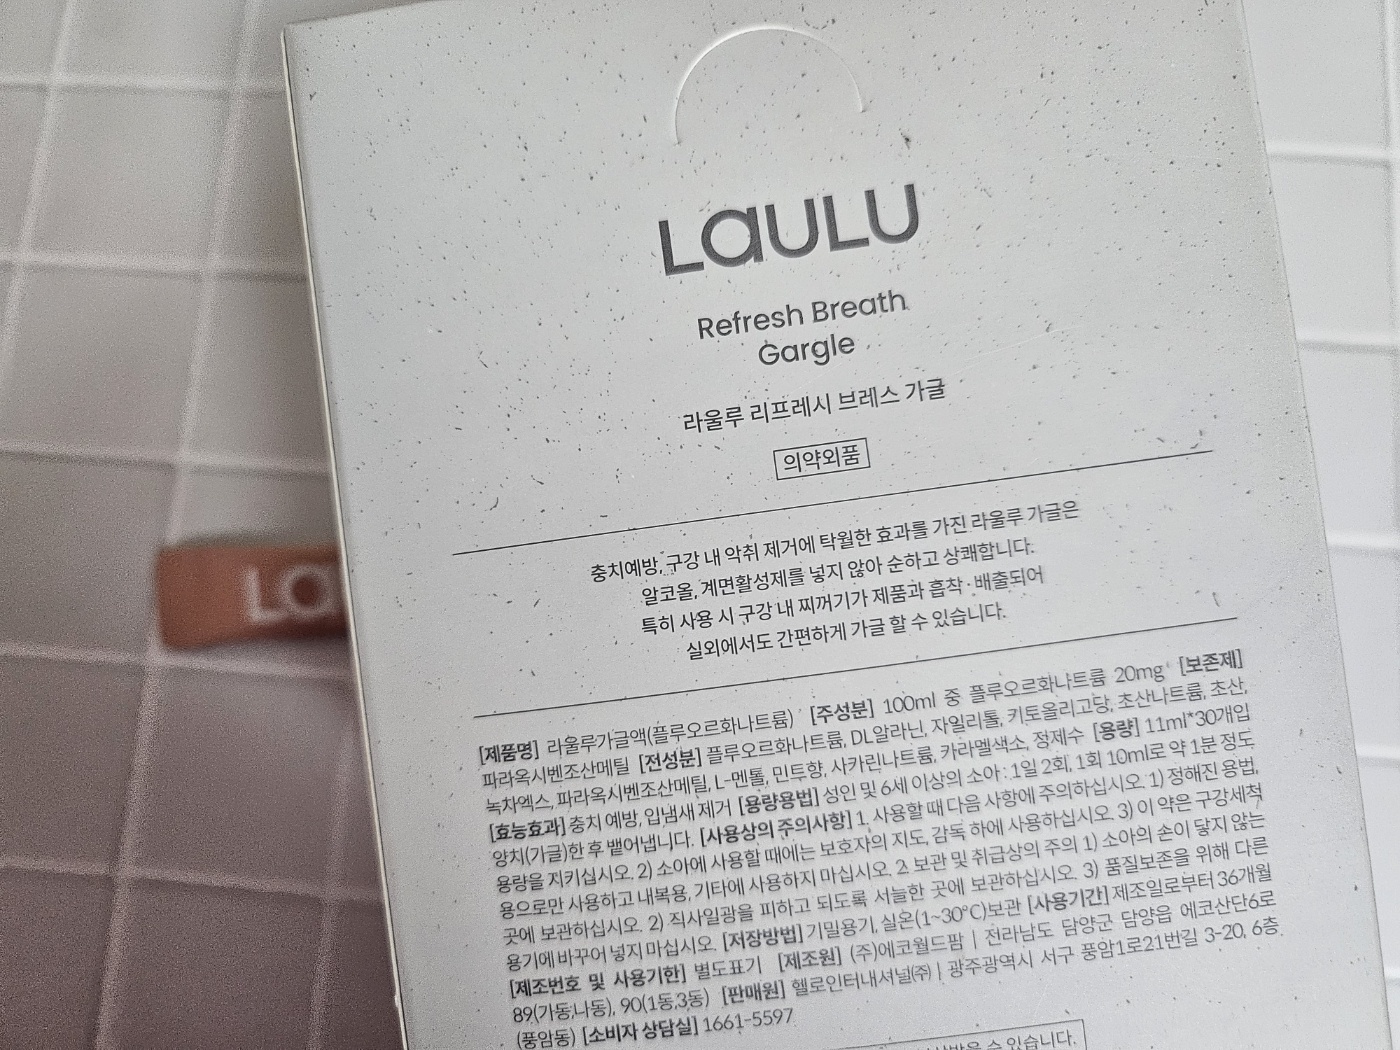 LaULU
Refresh Breath
Gargle
라울루 리프레시 브레스 가글
의약외품
충치예방, 구강 내 악취 제거에 탁월한 효과를 가진 라울루 가글은
알코올, 계면활성제를 넣지 않아 순하고 상쾌합니다.
특히 사용 시 구강 내 찌꺼기가 제품과 흡착·배출되어
실외에서도 간편하게 가글 할 수 있습니다.
[제품명] 라울루가글액(플루오르화나트륨) [주성분] 100ml 중 플루오르화나트륨 20mg [보존제]
파라옥시벤조산메틸 [전성분] 플루오르화나트륨, DL알라닌, 자일리톨, 키토올리고당, 초산나트륨, 초산,
녹차엑스, 파라옥시벤조산메틸, L-멘톨, 민투향, 사카린나트륨, 카라멜색소, 정제수 [용량] 11ml*30개입
[효능효과] 충치 예방, 입냄새 제거 [용량용법] 성인 및 6세 이상의 소아 : 1일 2회, 1회 10ml로 약 1분 정도
양치(가글)한 후 뱉어냅니다. [사용상의 주의사항] 1. 사용할 때 다음 사항에 주의하십시오. 1) 정해진 용법,
용량을 지키십시오. 2) 소아에 사용할 때에는 보호자의 지도, 감독 하에 사용하십시오. 3) 이 약은 구강세척
용으로만 사용하고 내복용, 기타에 사용하지 마십시오. 2. 보관 및 취급상의 주의 1) 소아의 손이 닿지 않는
곳에 보관하십시오. 2) 직사일광을 피하고 되도록 서늘한 곳에 보관하십시오. 3) 품질보존을 위해 다른
용기에 바꾸어 넣지 마십시오. [저장방법] 기밀용기, 실온(1~30℃)보관 [사용기간] 제조일로부터 36개월
[제조번호 및 사용기한] 별도표기 [제조원] (주)에코월드팜 | 전라남도 담양군 담양읍 에코산단6로
89(가동,나동), 90(1동,3동) [판매원] 헬로인터내셔널㈜ | 광주광역시 서구 풍암1로21번길 3-20, 6층
(풍암동) [소비자 상담실] 1661-5597
수 있습니다.
La